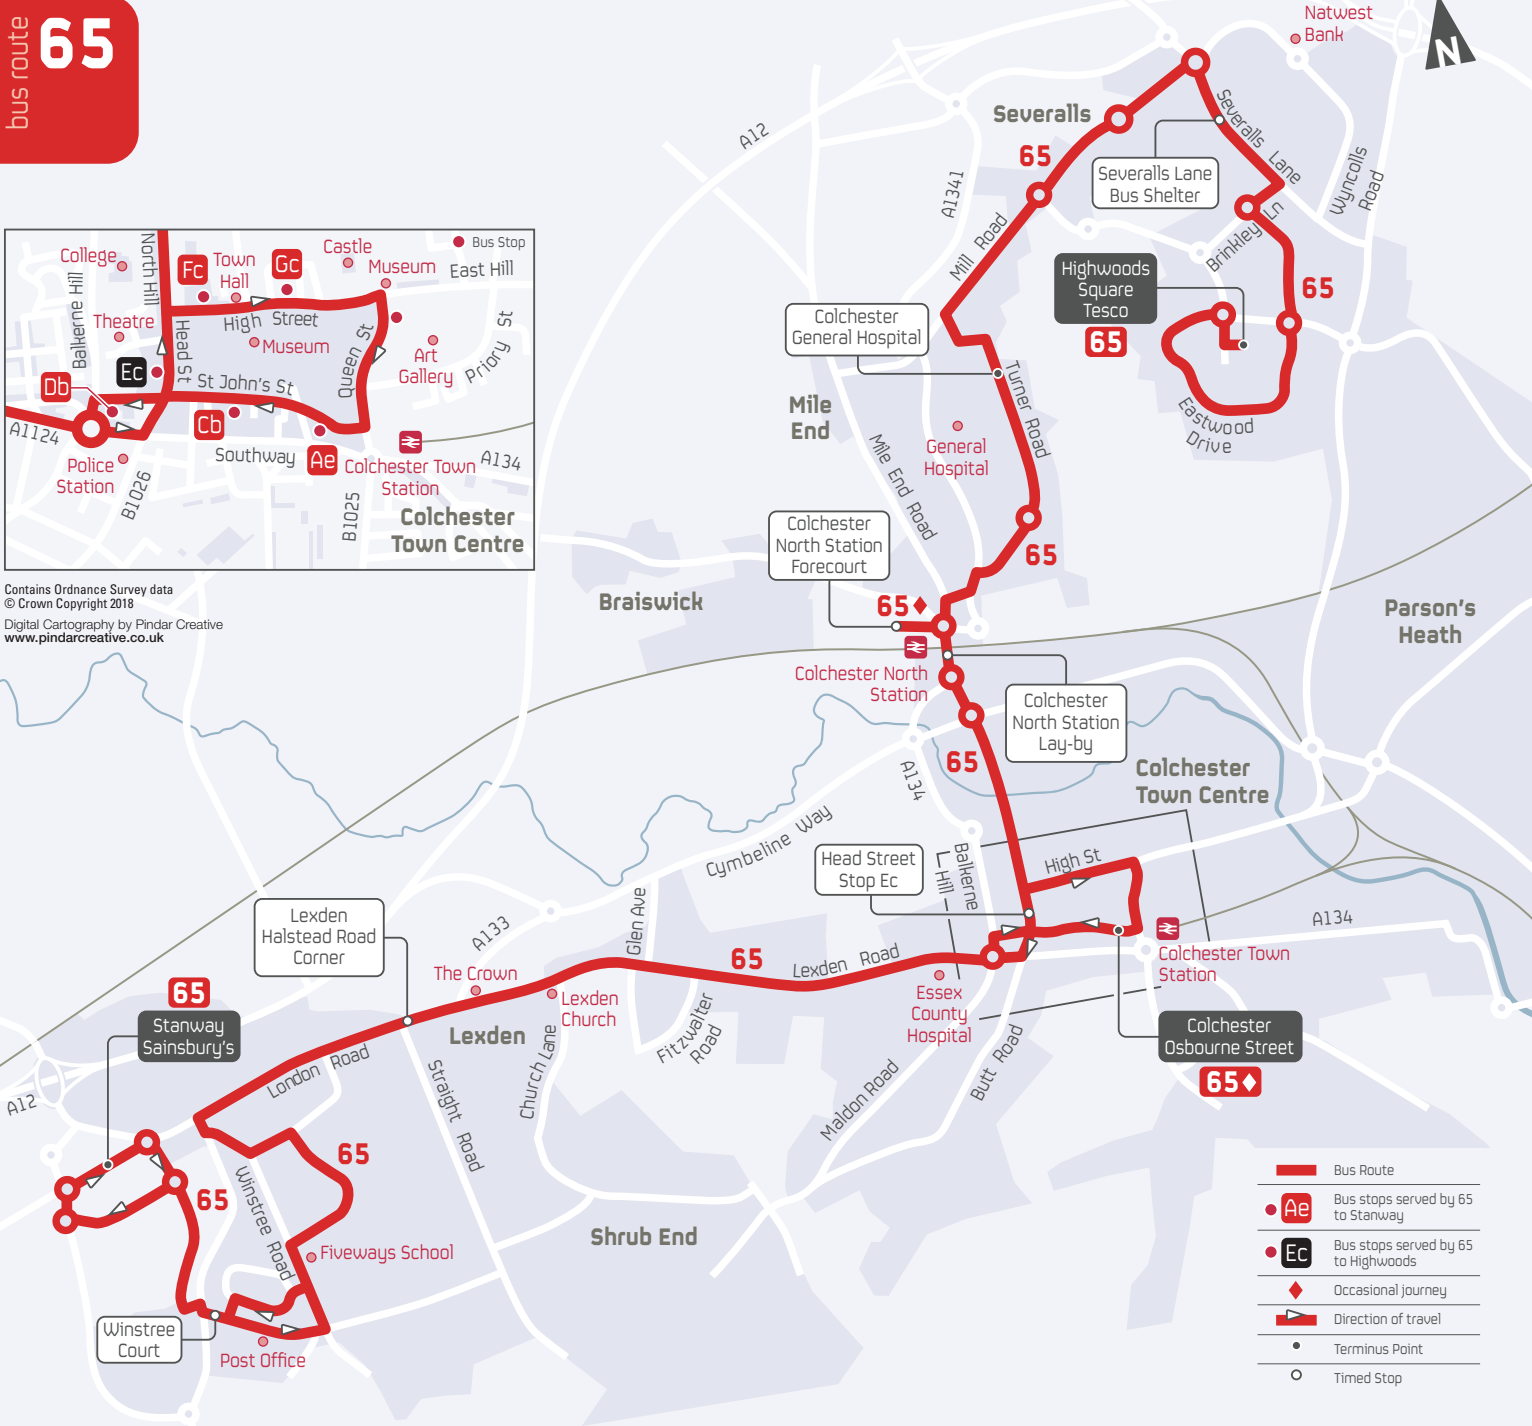 bus route
65
College
North Hill
Balkerne Hill
Theatre
Fc
Town
Hall
Gc
Castle
Museum
Bus Stop
East Hill
High Street
Museum
Head St
Ec
Db
St John's St
Queen St
Art
Gallery
Priory St
Cb
A1124
Police
Station
B1026
Southway
Ae
Colchester Town
Station
A134
B1025
Colchester
Town Centre
Contains Ordnance Survey data
© Crown Copyright 2018
Digital Cartography by Pindar Creative
www.pindarcreative.co.uk
Natwest
Bank
N
A12
Severalls
65
Severalls Lane
Severalls Lane
Bus Shelter
Wyncolls
Road
A1341
Mill Road
Brinkley Ln
Highwoods
Square
Tesco
65
65
Colchester
General Hospital
Turner Road
Eastwood
Drive
Mile
End
General
Hospital
Mile End Road
Colchester
North Station
Forecourt
65
Braiswick
65
Parson's
Heath
Colchester North
Station
Colchester
North Station
Lay-by
65
A134
Colchester
Town Centre
Cymbeline Way
Head Street
Stop Ec
Balkerne
Hill
High St
A134
Glen Ave
A133
Lexden
Halstead Road
Corner
The Crown
65
Lexden Road
Colchester Town
Station
Lexden
Church
Essex
County
Hospital
Lexden
Fitzwalter
Road
65
Stanway
Sainsbury's
Colchester
Osbourne Street
65
London Road
Church Lane
Straight Road
Maldon Road
Butt Road
A12
65
65
Winstree Road
Shrub End
Fiveways School
Winstree
Court
Post Office
Bus Route
Ae
Bus stops served by 65
to Stanway
Ec
Bus stops served by 65
to Highwoods
Occasional journey
Direction of travel
Terminus Point
Timed Stop